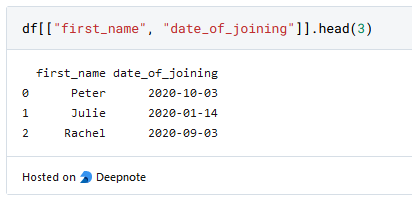 df[["first_name", "date_of_joining"]].head(3)
first_name date_of_joining
0 Peter 2020-10-03
1 Julie 2020-01-14
2 Rachel 2020-09-03
Hosted on Deepnote